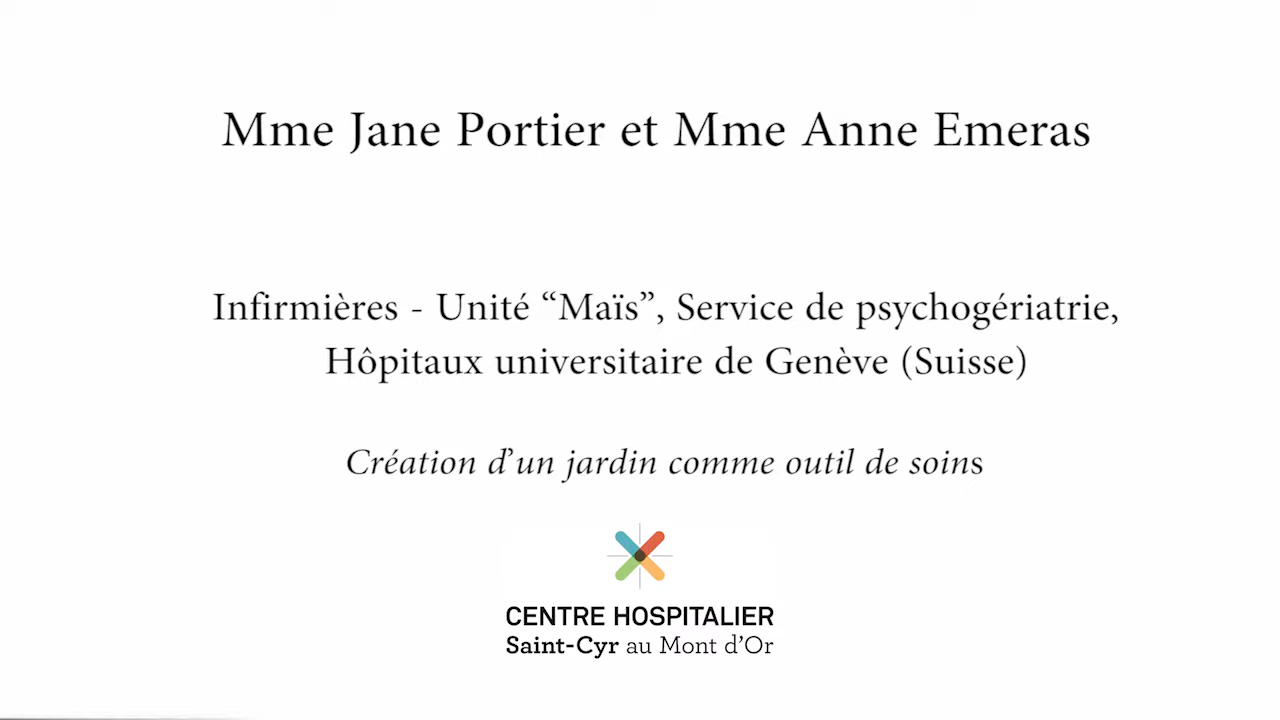 Mme Jane Portier et Mme Anne Emeras
Infirmières - Unité “Maïs”, Service de psychogériatrie,
Hôpitaux universitaire de Genève (Suisse)
Création d’un jardin comme outil de soins
CENTRE HOSPITALIER
Saint-Cyr au Mont d’Or